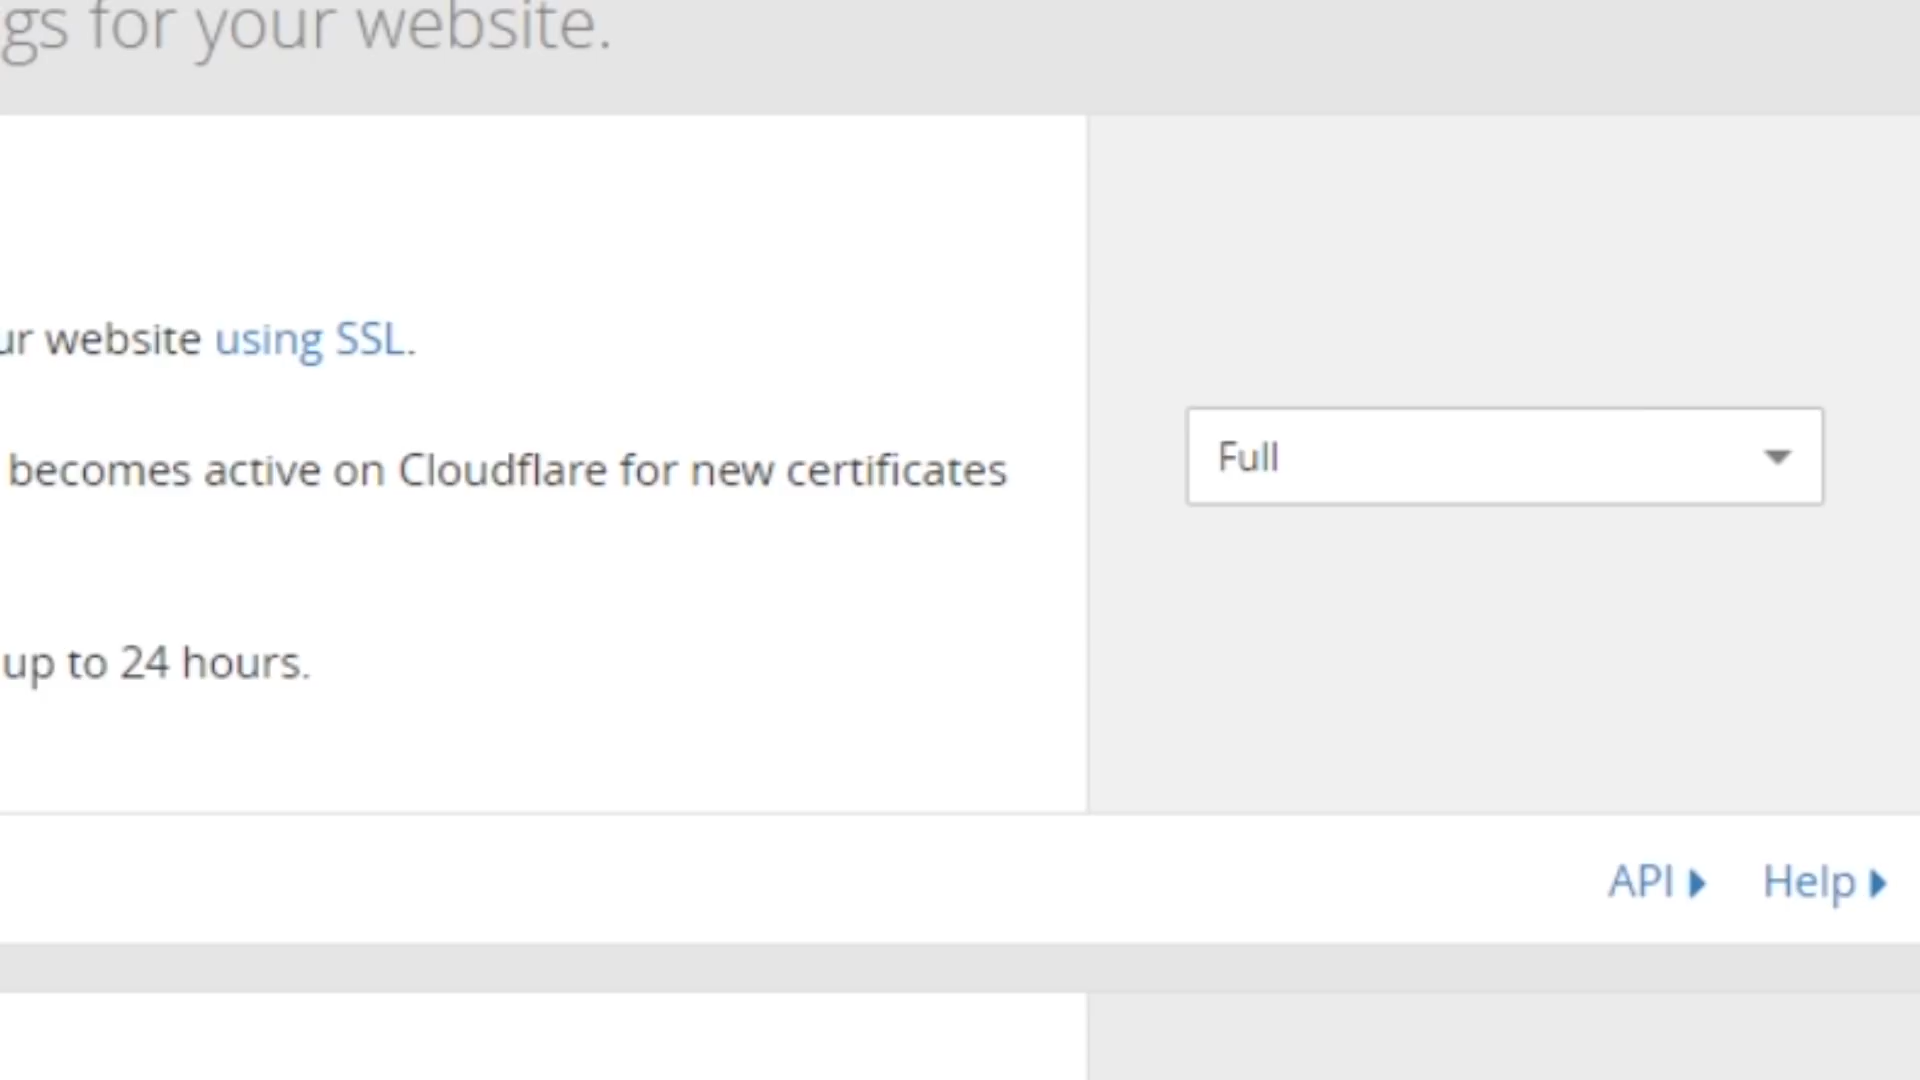 gs for your website.
ur website using SSL.
becomes active on Cloudflare for new certificates
Full
up to 24 hours.
API Help